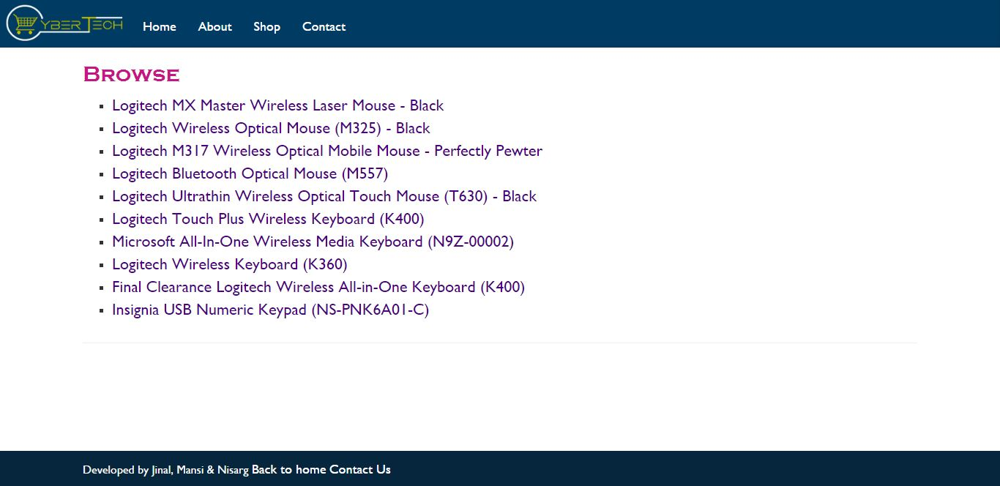 YBERTECH Home About Shop Contact
BROWSE
Logitech MX Master Wireless Laser Mouse - Black
Logitech Wireless Optical Mouse (M325) - Black
Logitech M317 Wireless Optical Mobile Mouse - Perfectly Pewter
Logitech Bluetooth Optical Mouse (M557)
Logitech Ultrathin Wireless Optical Touch Mouse (T630) - Black
Logitech Touch Plus Wireless Keyboard (K400)
Microsoft All-In-One Wireless Media Keyboard (N9Z-00002)
Logitech Wireless Keyboard (K360)
Final Clearance Logitech Wireless All-in-One Keyboard (K400)
Insignia USB Numeric Keypad (NS-PNK6A01-C)
Developed by Jinal, Mansi & Nisarg Back to home Contact Us